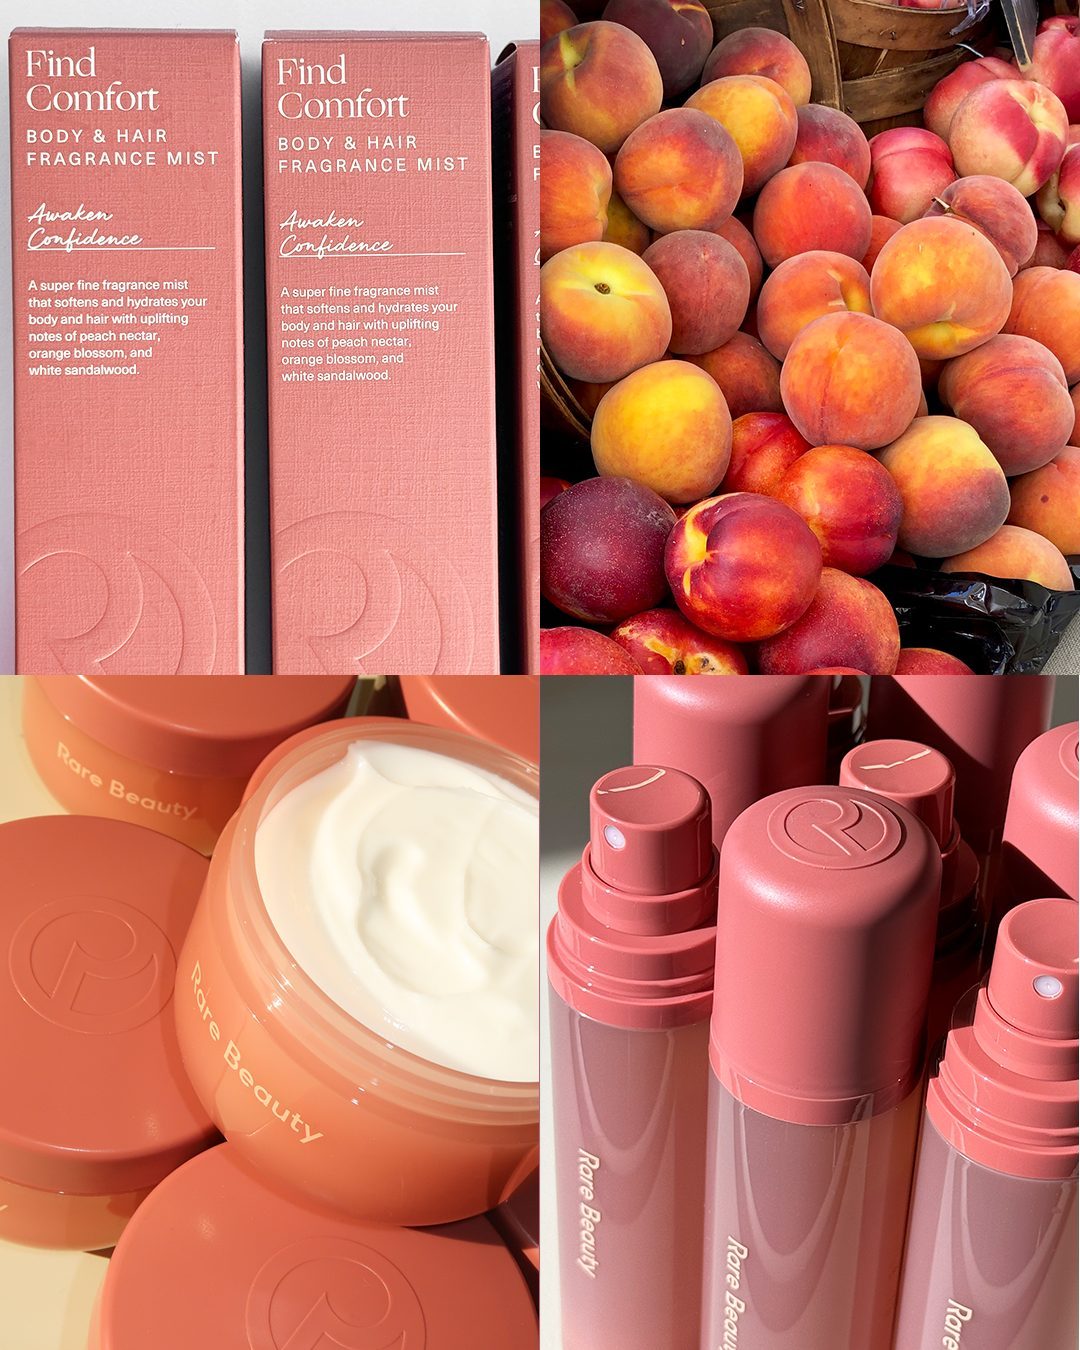 Find
Comfort
BODY & HAIR
FRAGRANCE MIST
Awaken
Confidence
A super fine fragrance mist
that softens and hydrates your
body and hair with uplifting
notes of peach nectar,
orange blossom, and
white sandalwood.
Find
Comfort
BODY & HAIR
FRAGRANCE MIST
Awaken
Confidence
A super fine fragrance mist
that softens and hydrates your
body and hair with uplifting
notes of peach nectar,
orange blossom, and
white sandalwood.
Rare Beauty
Rare Beauty
Rare Beauty
Rare Beauty
Rare